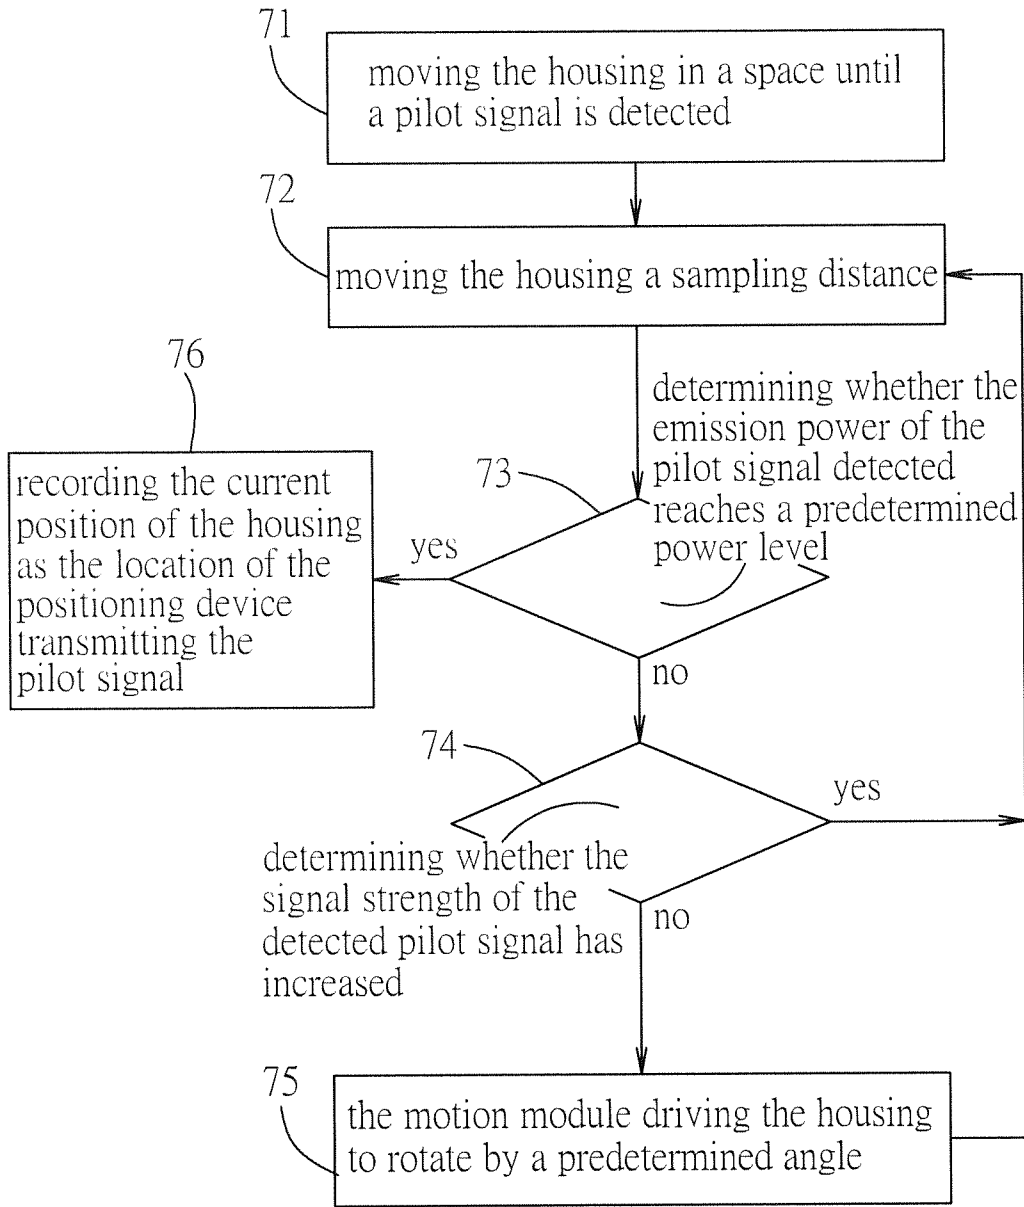 71
moving the housing in a space until
a pilot signal is detected
72
moving the housing a sampling distance
76
recording the current
position of the housing
as the location of the
positioning device
transmitting the
pilot signal
yes
73
determining whether the
emission power of the
pilot signal detected
reaches a predetermined
power level
no
74
yes
determining whether the
signal strength of the
detected pilot signal has
increased
no
75
the motion module driving the housing
to rotate by a predetermined angle